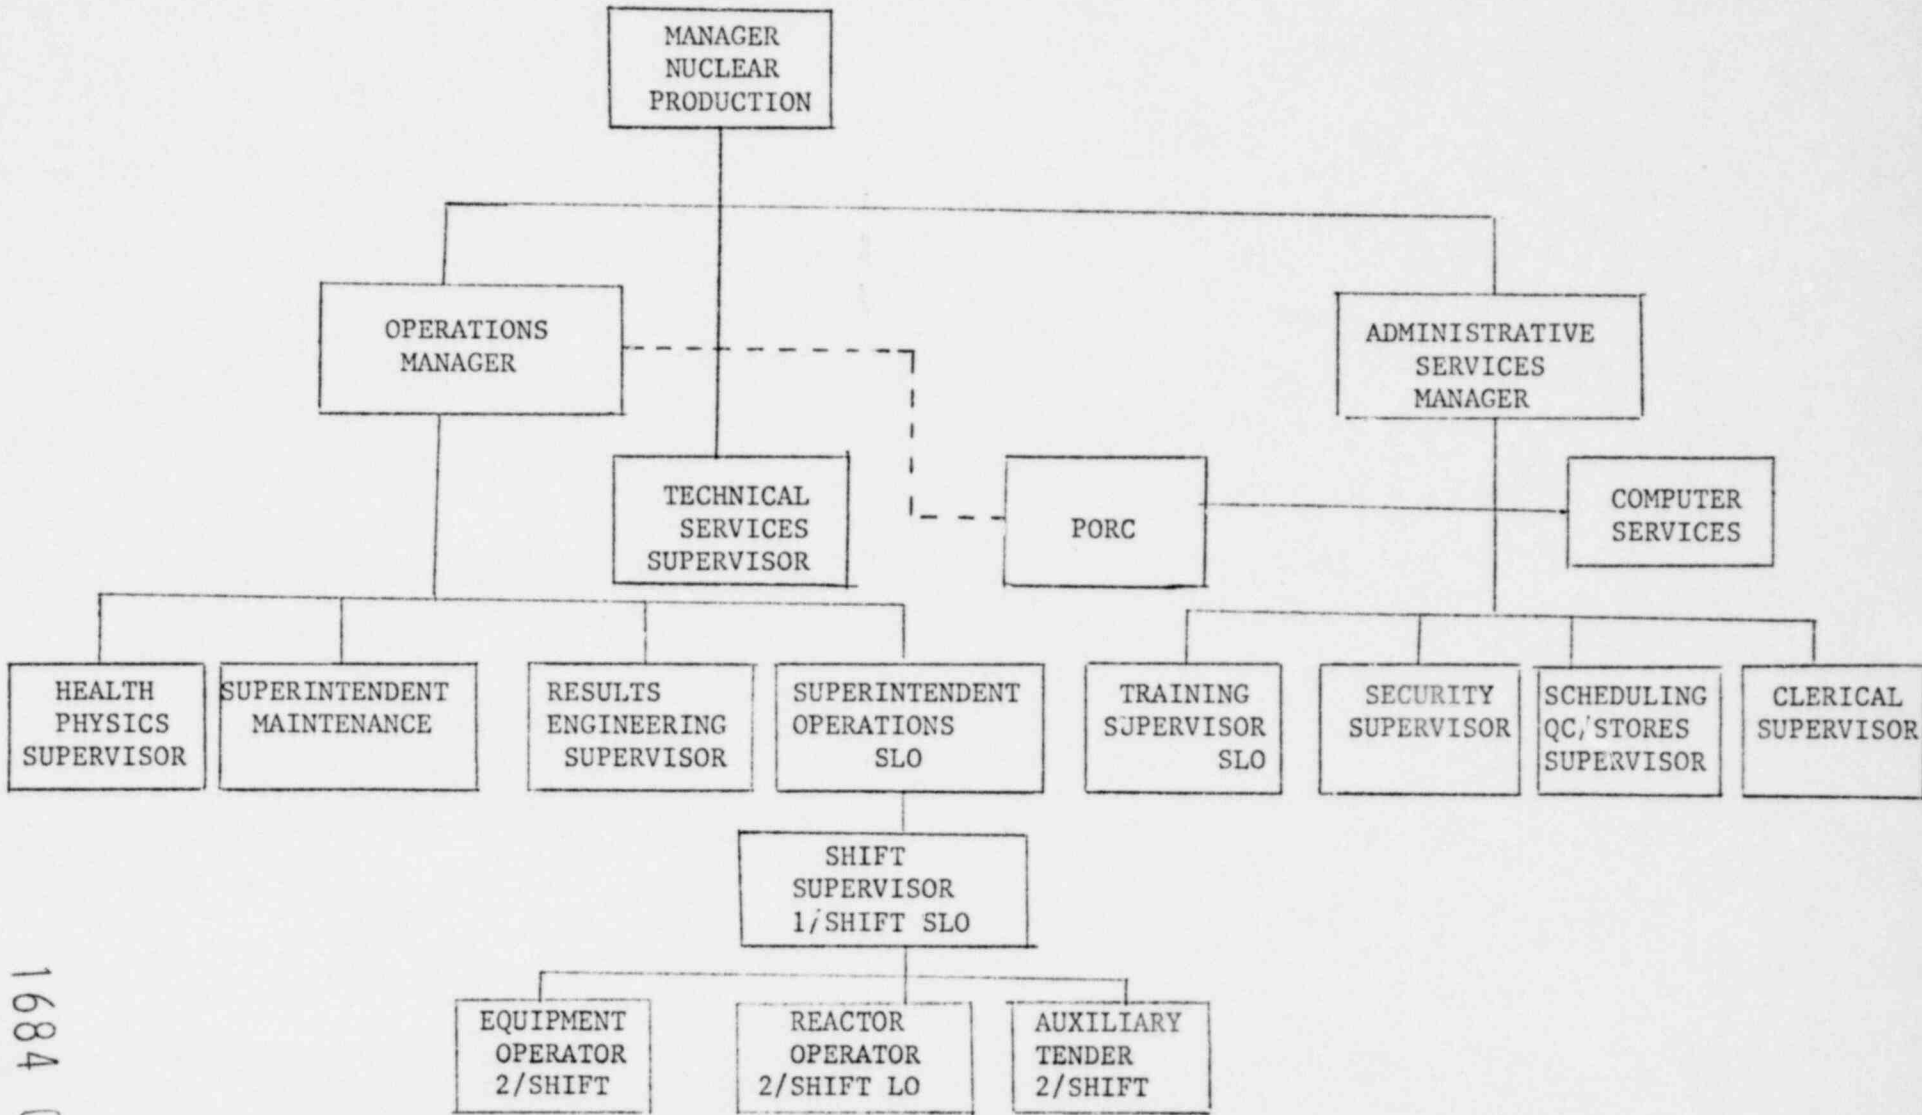 MANAGER
NUCLEAR
PRODUCTION
OPERATIONS
MANAGER
ADMINISTRATIVE
SERVICES
MANAGER
TECHNICAL
SERVICES
SUPERVISOR
PORC
COMPUTER
SERVICES
HEALTH
PHYSICS
SUPERVISOR
SUPERINTENDENT
MAINTENANCE
RESULTS
ENGINEERING
SUPERVISOR
SUPERINTENDENT
OPERATIONS
SLO
TRAINING
SUPERVISOR
SLO
SECURITY
SUPERVISOR
SCHEDULING
QC/STORES
SUPERVISOR
CLERICAL
SUPERVISOR
SHIFT
SUPERVISOR
1/SHIFT SLO
EQUIPMENT
OPERATOR
2/SHIFT
REACTOR
OPERATOR
2/SHIFT LO
AUXILIARY
TENDER
2/SHIFT
1684